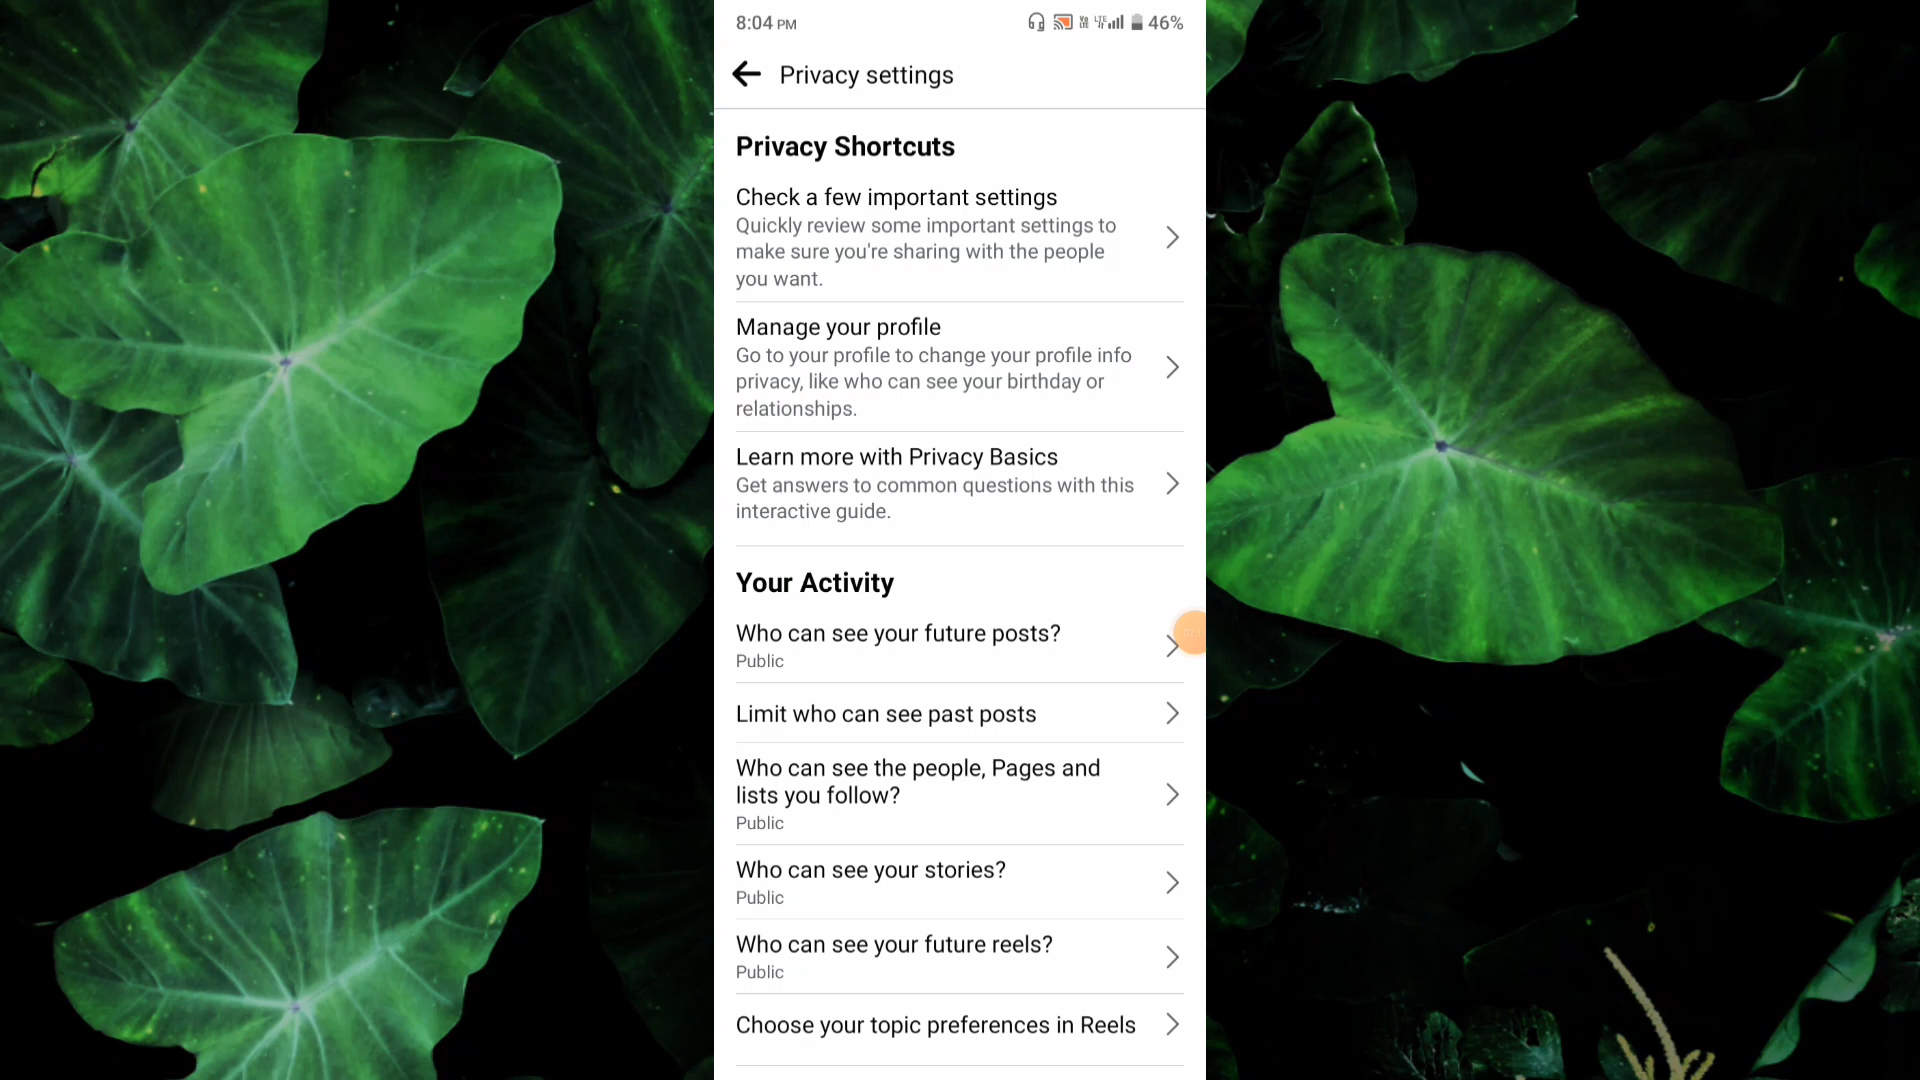 8:04 PM
46%
Privacy settings
Privacy Shortcuts
Check a few important settings
Quickly review some important settings to
make sure you're sharing with the people
you want.
Manage your profile
Go to your profile to change your profile info
privacy, like who can see your birthday or
relationships.
Learn more with Privacy Basics
Get answers to common questions with this
interactive guide.
Your Activity
Who can see your future posts?
Public
Limit who can see past posts
Who can see the people, Pages and
lists you follow?
Public
Who can see your stories?
Public
Who can see your future reels?
Public
Choose your topic preferences in Reels